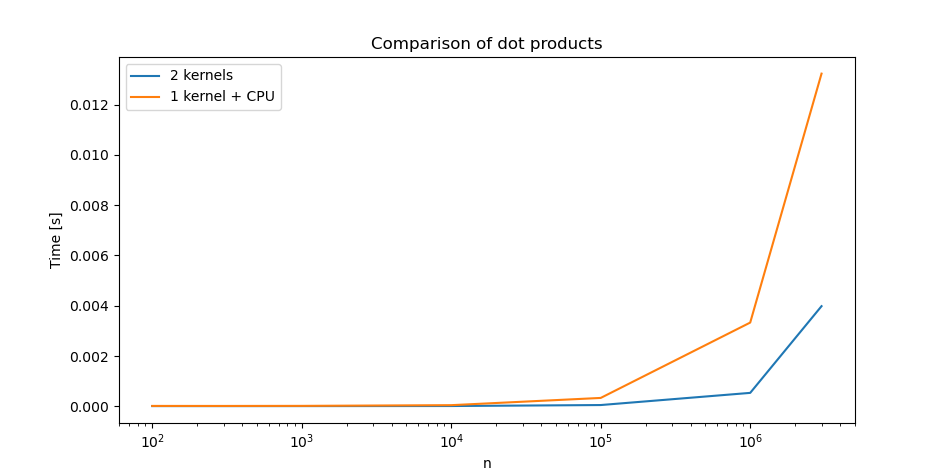 Comparison of dot products
2 kernels
1 kernel + CPU
Time [s]
0.012
0.010
0.008
0.006
0.004
0.002
0.000
10² 10³ 10⁴ 10⁵ 10⁶
n